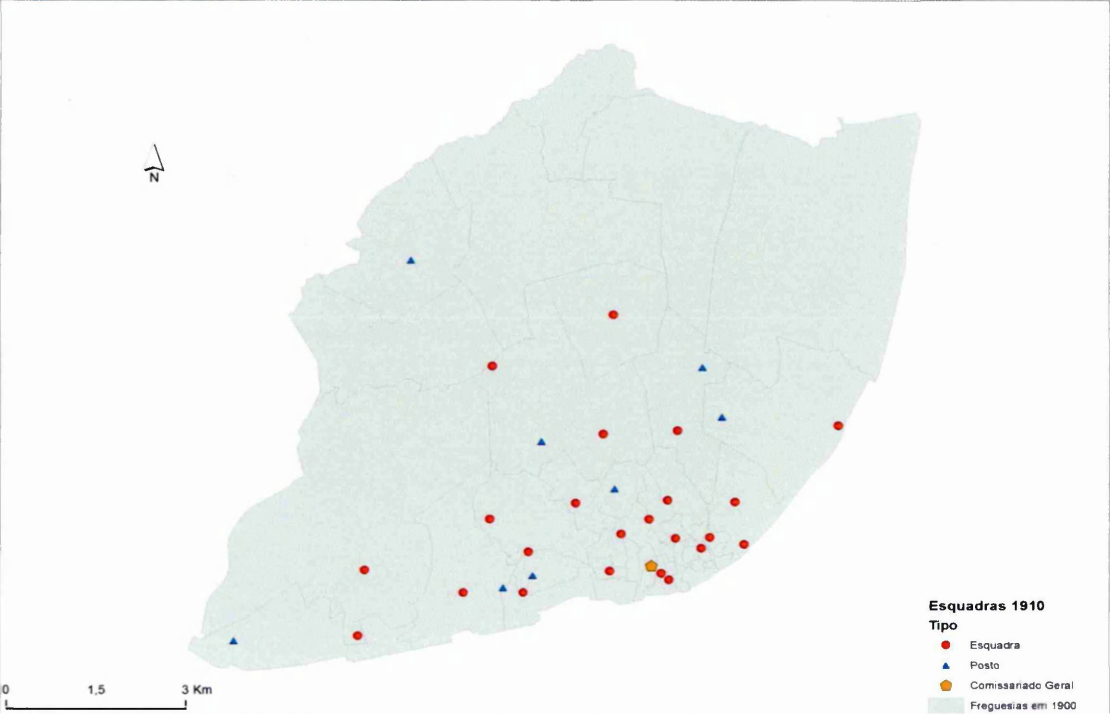 N
0 1,5 3 Km
Esquadras 1910
Tipo
Esquadra
Posto
Comissariado Geral
Freguesias em 1900